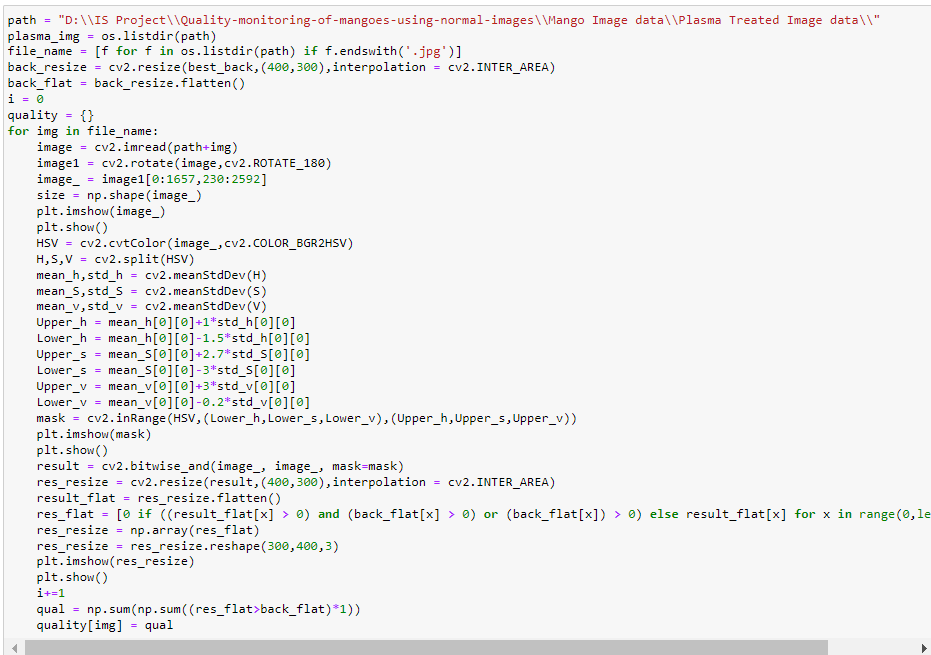 path = "D:\\IS Project\\Quality-monitoring-of-mangoes-using-normal-images\\Mango Image data\\Plasma Treated Image data\\"
plasma_img = os.listdir(path)
file_name = [f for f in os.listdir(path) if f.endswith('.jpg')]
back_resize = cv2.resize(best_back,(400,300),interpolation = cv2.INTER_AREA)
back_flat = back_resize.flatten()
i = 0
quality = {}
for img in file_name:
    image = cv2.imread(path+img)
    image1 = cv2.rotate(image,cv2.ROTATE_180)
    image_ = image1[0:1657,230:2592]
    size = np.shape(image_)
    plt.imshow(image_)
    plt.show()
    HSV = cv2.cvtColor(image_,cv2.COLOR_BGR2HSV)
    H,S,V = cv2.split(HSV)
    mean_h,std_h = cv2.meanStdDev(H)
    mean_S,std_S = cv2.meanStdDev(S)
    mean_v,std_v = cv2.meanStdDev(V)
    Upper_h = mean_h[0][0]+1*std_h[0][0]
    Lower_h = mean_h[0][0]-1.5*std_h[0][0]
    Upper_s = mean_S[0][0]+2.7*std_S[0][0]
    Lower_s = mean_S[0][0]-3*std_S[0][0]
    Upper_v = mean_v[0][0]+3*std_v[0][0]
    Lower_v = mean_v[0][0]-0.2*std_v[0][0]
    mask = cv2.inRange(HSV,(Lower_h,Lower_s,Lower_v),(Upper_h,Upper_s,Upper_v))
    plt.imshow(mask)
    plt.show()
    result = cv2.bitwise_and(image_, image_, mask=mask)
    res_resize = cv2.resize(result,(400,300),interpolation = cv2.INTER_AREA)
    result_flat = res_resize.flatten()
    res_flat = [0 if ((result_flat[x] > 0) and (back_flat[x] > 0) or (back_flat[x]) > 0) else result_flat[x] for x in range(0,le
    res_resize = np.array(res_flat)
    res_resize = res_resize.reshape(300,400,3)
    plt.imshow(res_resize)
    plt.show()
    i+=1
    qual = np.sum(np.sum((res_flat>back_flat)*1))
    quality[img] = qual